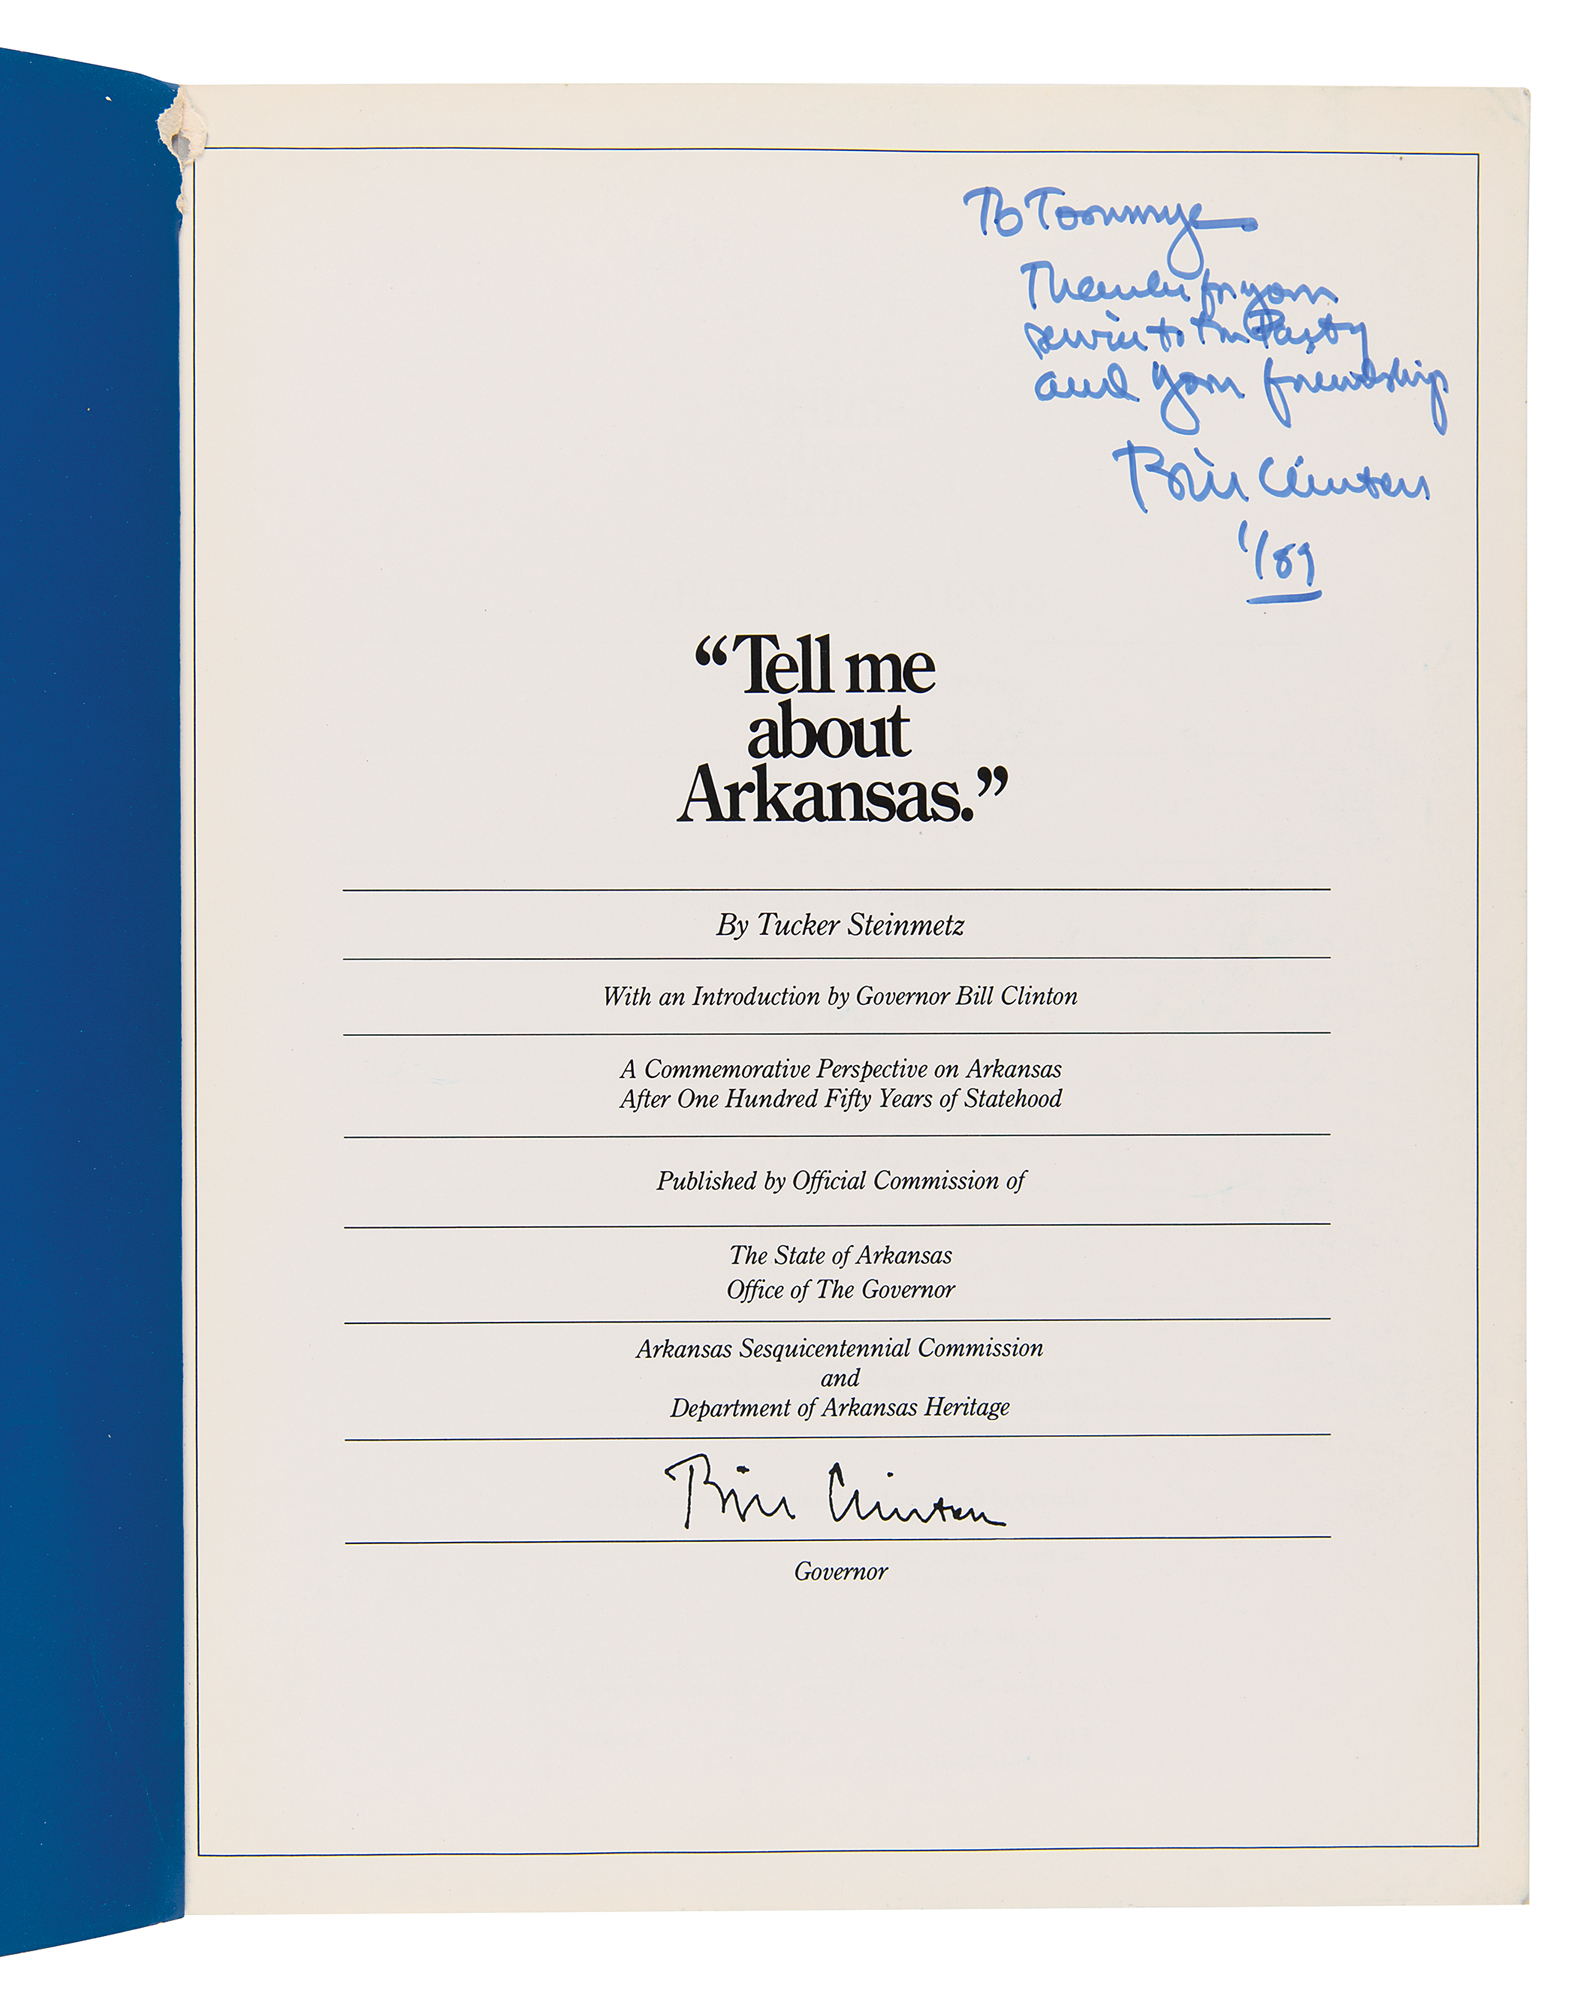 To Tommye—
Thanks for your
service to the Party
and your friendship
Bill Clinton
1/89
“Tell me
about
Arkansas.”
By Tucker Steinmetz
With an Introduction by Governor Bill Clinton
A Commemorative Perspective on Arkansas
After One Hundred Fifty Years of Statehood
Published by Official Commission of
The State of Arkansas
Office of The Governor
Arkansas Sesquicentennial Commission
and
Department of Arkansas Heritage
Bill Clinton
Governor